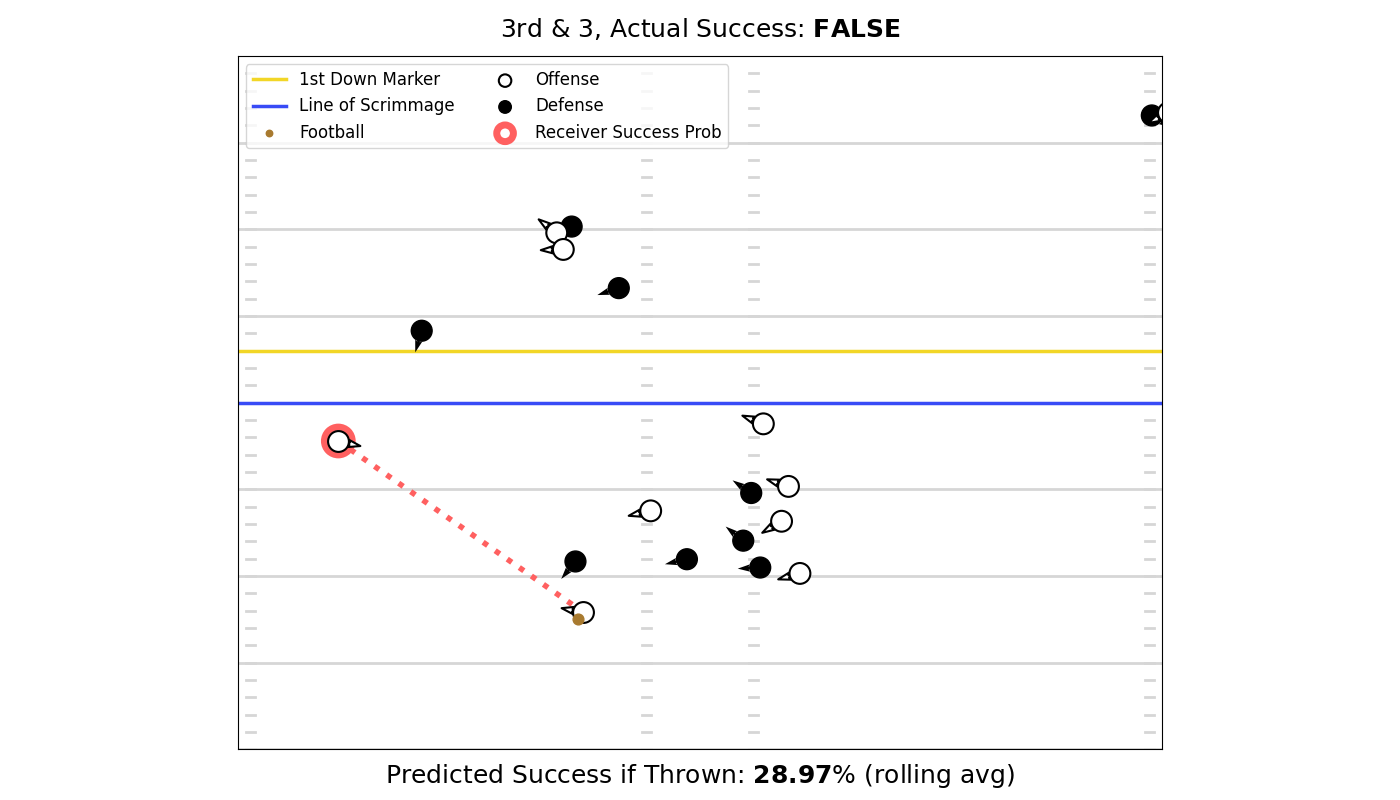 3rd & 3, Actual Success: FALSE
1st Down Marker
Line of Scrimmage
Football
Offense
Defense
Receiver Success Prob
Predicted Success if Thrown: 28.97% (rolling avg)